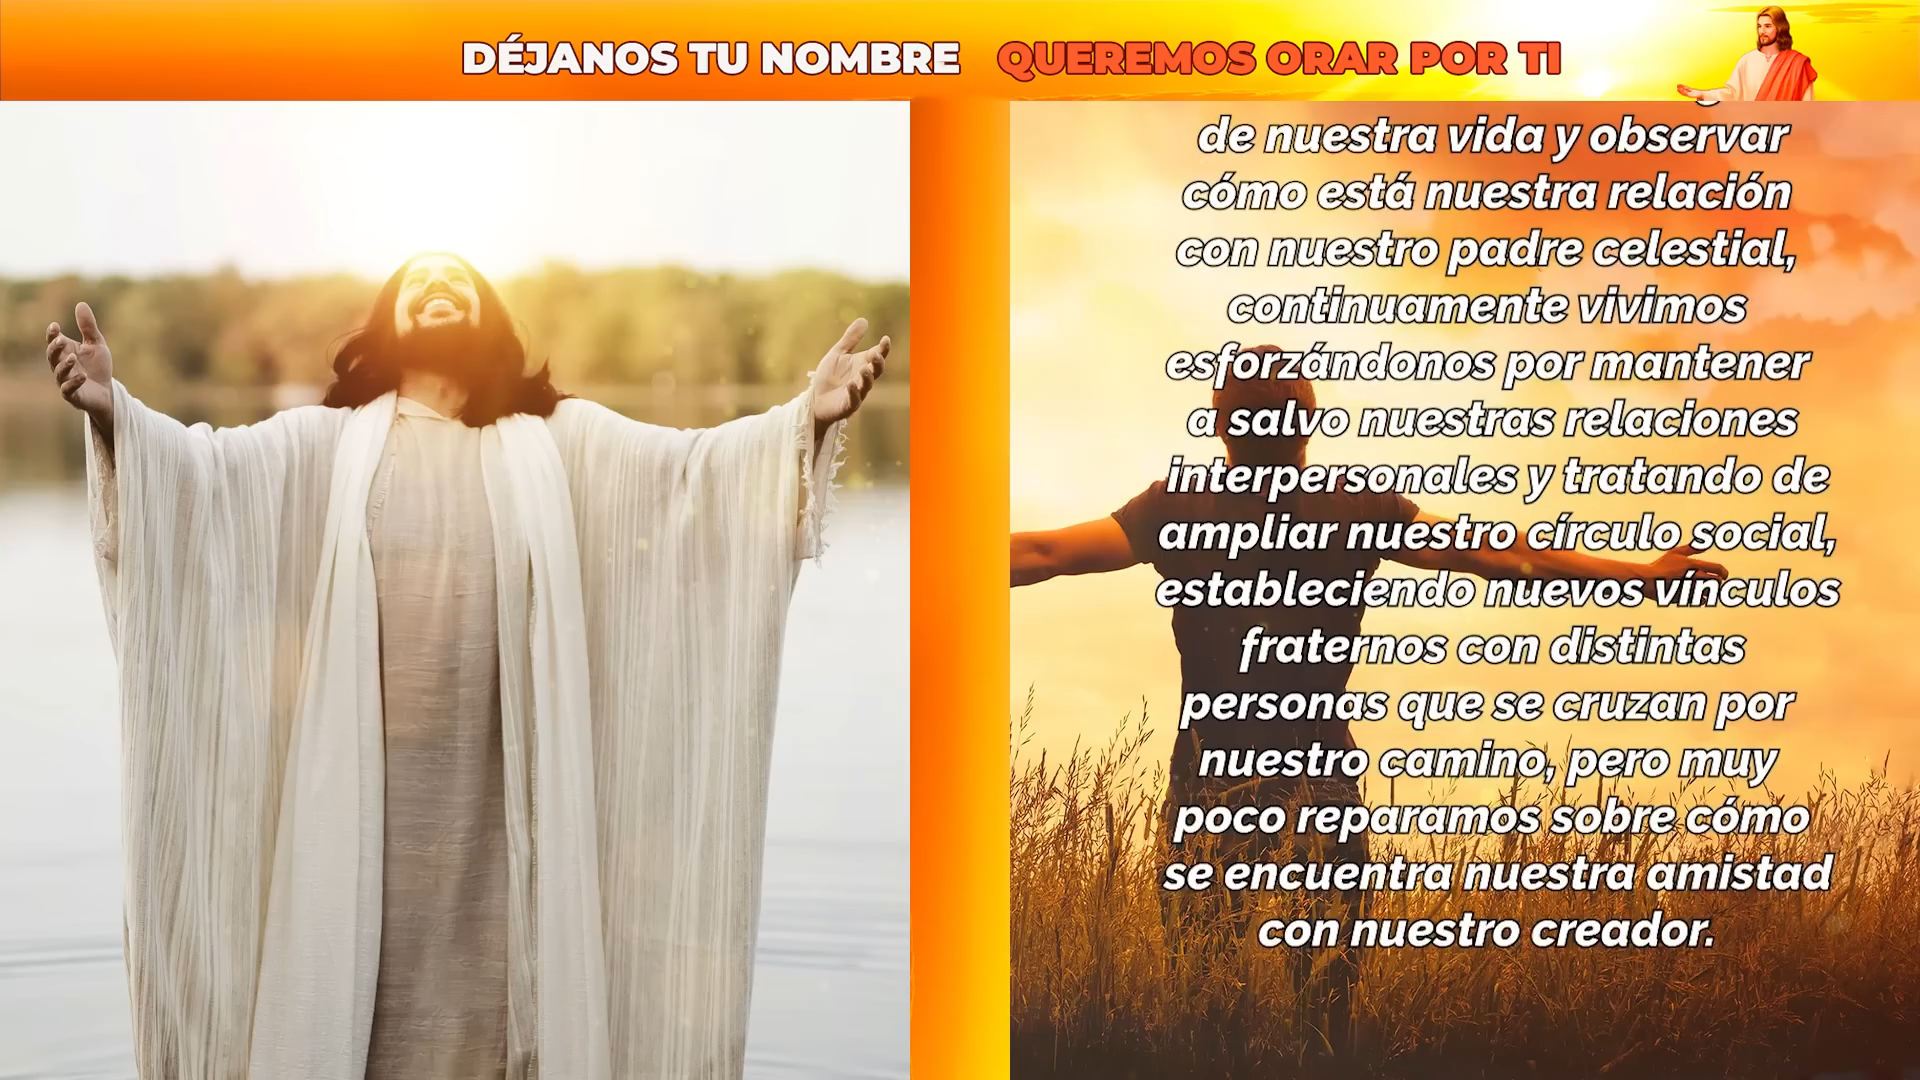 DÉJANOS TU NOMBRE QUEREMOS ORAR POR TI
de nuestra vida y observar
cómo está nuestra relación
con nuestro padre celestial,
continuamente vivimos
esforzándonos por mantener
a salvo nuestras relaciones
interpersonales y tratando de
ampliar nuestro círculo social,
estableciendo nuevos vínculos
fraternos con distintas
personas que se cruzan por
nuestro camino, pero muy
poco reparamos sobre cómo
se encuentra nuestra amistad
con nuestro creador.